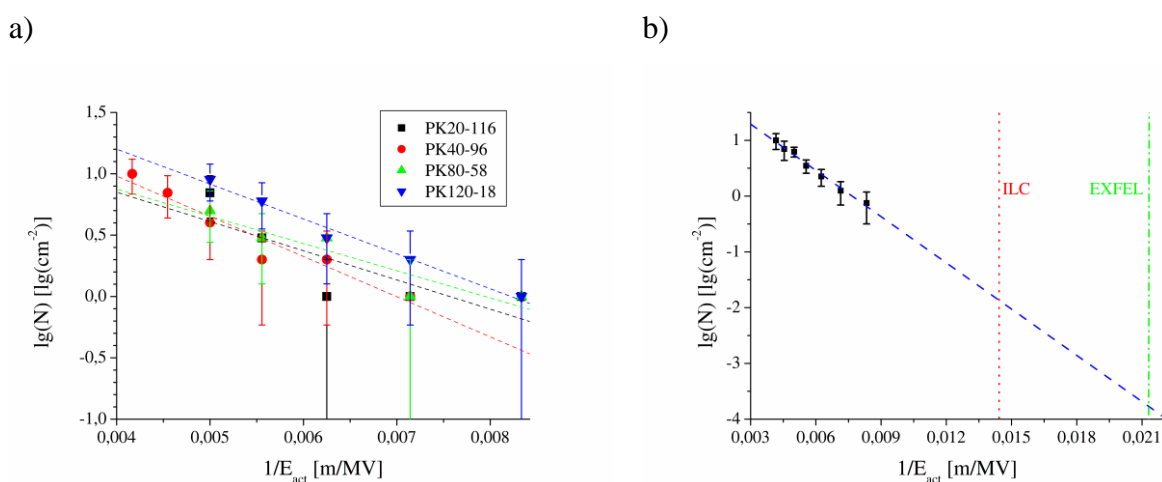 a)
b)
1,5
1,0
0,5
0,0
-0,5
-1,0
lg(N) [lg(cm⁻²)]
PK20-116
PK40-96
PK80-58
PK120-18
0,004 0,005 0,006 0,007 0,008
1/E_act [m/MV]
1
0
-1
-2
-3
-4
lg(N) [lg(cm⁻²)]
ILC
EXFEL
0,003 0,006 0,009 0,012 0,015 0,018 0,021
1/E_act [m/MV]